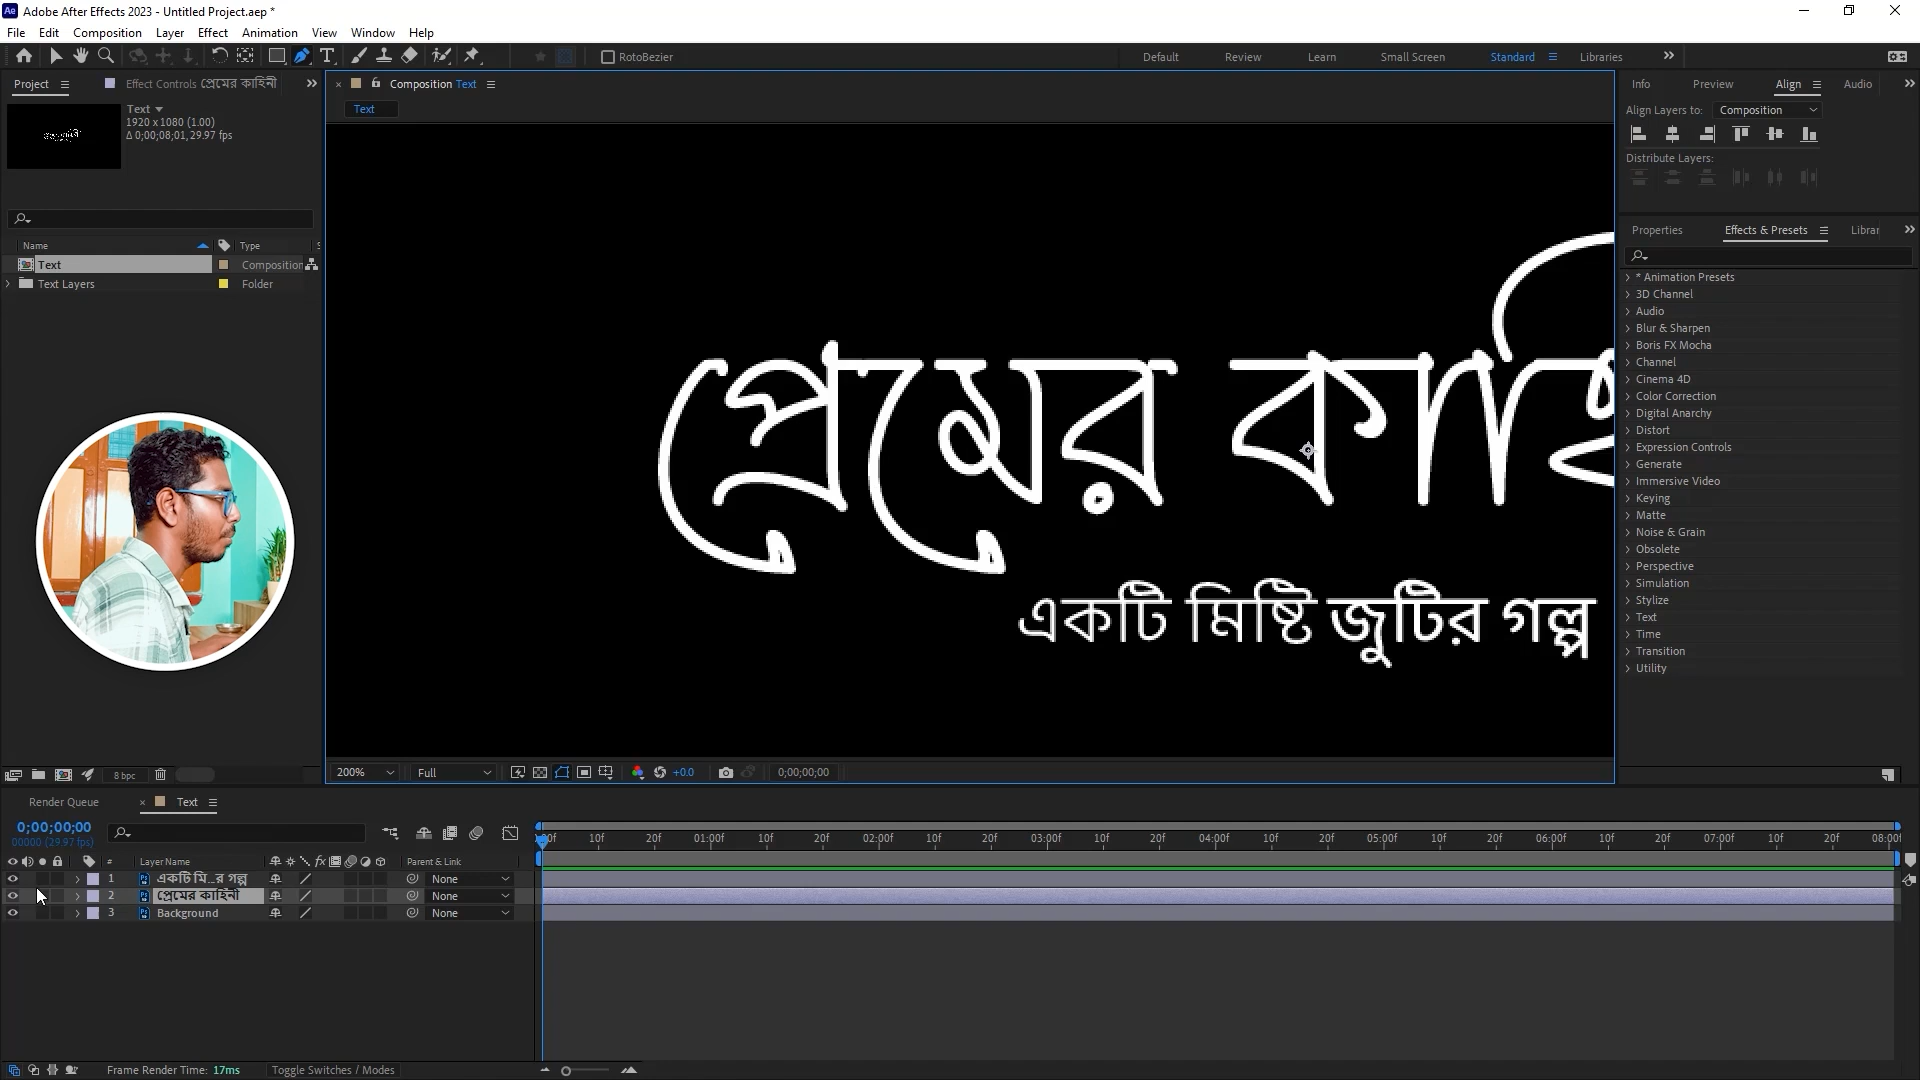 Adobe After Effects 2023 - Untitled Project.aep *
File Edit Composition Layer Effect Animation View Window Help
RotoBezier
Default Review Learn Small Screen Standard Libraries
Project Effect Controls প্রেমের কাহিনী
Text
1920 x 1080 (1.00)
Δ 0;00;08;01, 29.97 fps
Name Type
Text Composition
Text Layers Folder
8 bpc
Composition Text
Text
প্রেমের
একটি মিষ্টি জুটির গল্প
200% Full +0.0 0;00;00;00
Info Preview Align Audio
Align Layers to: Composition
Distribute Layers:
Properties Effects & Presets Librar
* Animation Presets
3D Channel
Audio
Blur & Sharpen
Boris FX Mocha
Channel
Cinema 4D
Color Correction
Digital Anarchy
Distort
Expression Controls
Generate
Immersive Video
Keying
Matte
Noise & Grain
Obsolete
Perspective
Simulation
Stylize
Text
Time
Transition
Utility
Render Queue Text
0;00;00;00
00000 (29.97 fps)
10f 20f 01:00f 10f 20f 02:00f 10f 20f 03:00f 10f 20f 04:00f 10f 20f 05:00f 10f 20f 06:00f 10f 20f 07:00f 10f 20f 08:00f
# Layer Name fx Parent & Link
1 একটি মি...র গল্প None
2 প্রেমের কাহিনী None
3 Background None
Frame Render Time: 17ms Toggle Switches / Modes